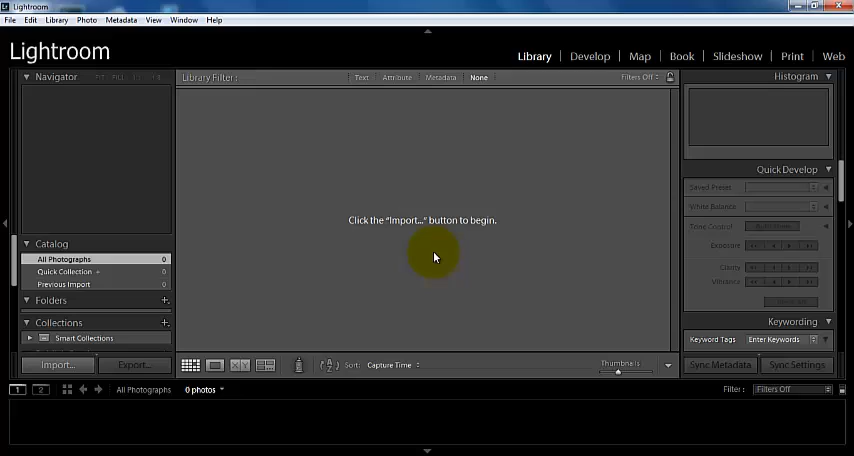 Lightroom
File Edit Library Photo Metadata View Window Help
Lightroom
Library | Develop | Map | Book | Slideshow | Print | Web
Navigator FIT FILL
Library Filter: Text Attribute Metadata None Filters Off
Histogram
Quick Develop
Saved Preset
White Balance
Tone Control
Exposure
Clarity
Vibrance
Click the "Import..." button to begin.
Catalog
All Photographs 0
Quick Collection + 0
Previous Import 0
Folders +
Collections +
Smart Collections
Keywording
Keyword Tags Enter Keywords
Import... Export...
X Y
Sort: Capture Time
Thumbnails
Sync Metadata Sync Settings
1 2 All Photographs 0 photos
Filter: Filters Off